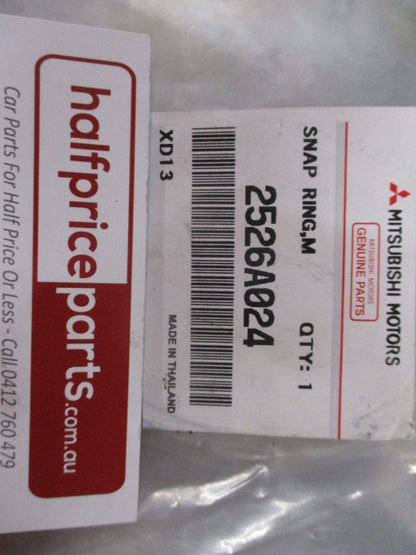 halfpriceparts.com.au
Car Parts For Half Price Or Less - Call 0412 760 479
MITSUBISHI MOTORS
MITSUBISHI MOTORS
GENUINE PARTS
SNAP RING,M QTY: 1
2526A024
XD13 MADE IN THAILAND